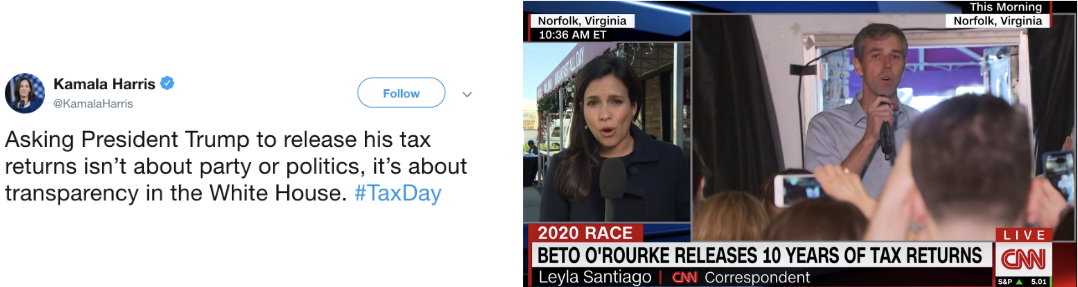 Kamala Harris
@KamalaHarris
Follow
Asking President Trump to release his tax
returns isn’t about party or politics, it’s about
transparency in the White House. #TaxDay
Norfolk, Virginia
10:36 AM ET
This Morning
Norfolk, Virginia
2020 RACE
BETO O'ROURKE RELEASES 10 YEARS OF TAX RETURNS
Leyla Santiago | CNN Correspondent
LIVE
CNN
S&P ▲ 5.01